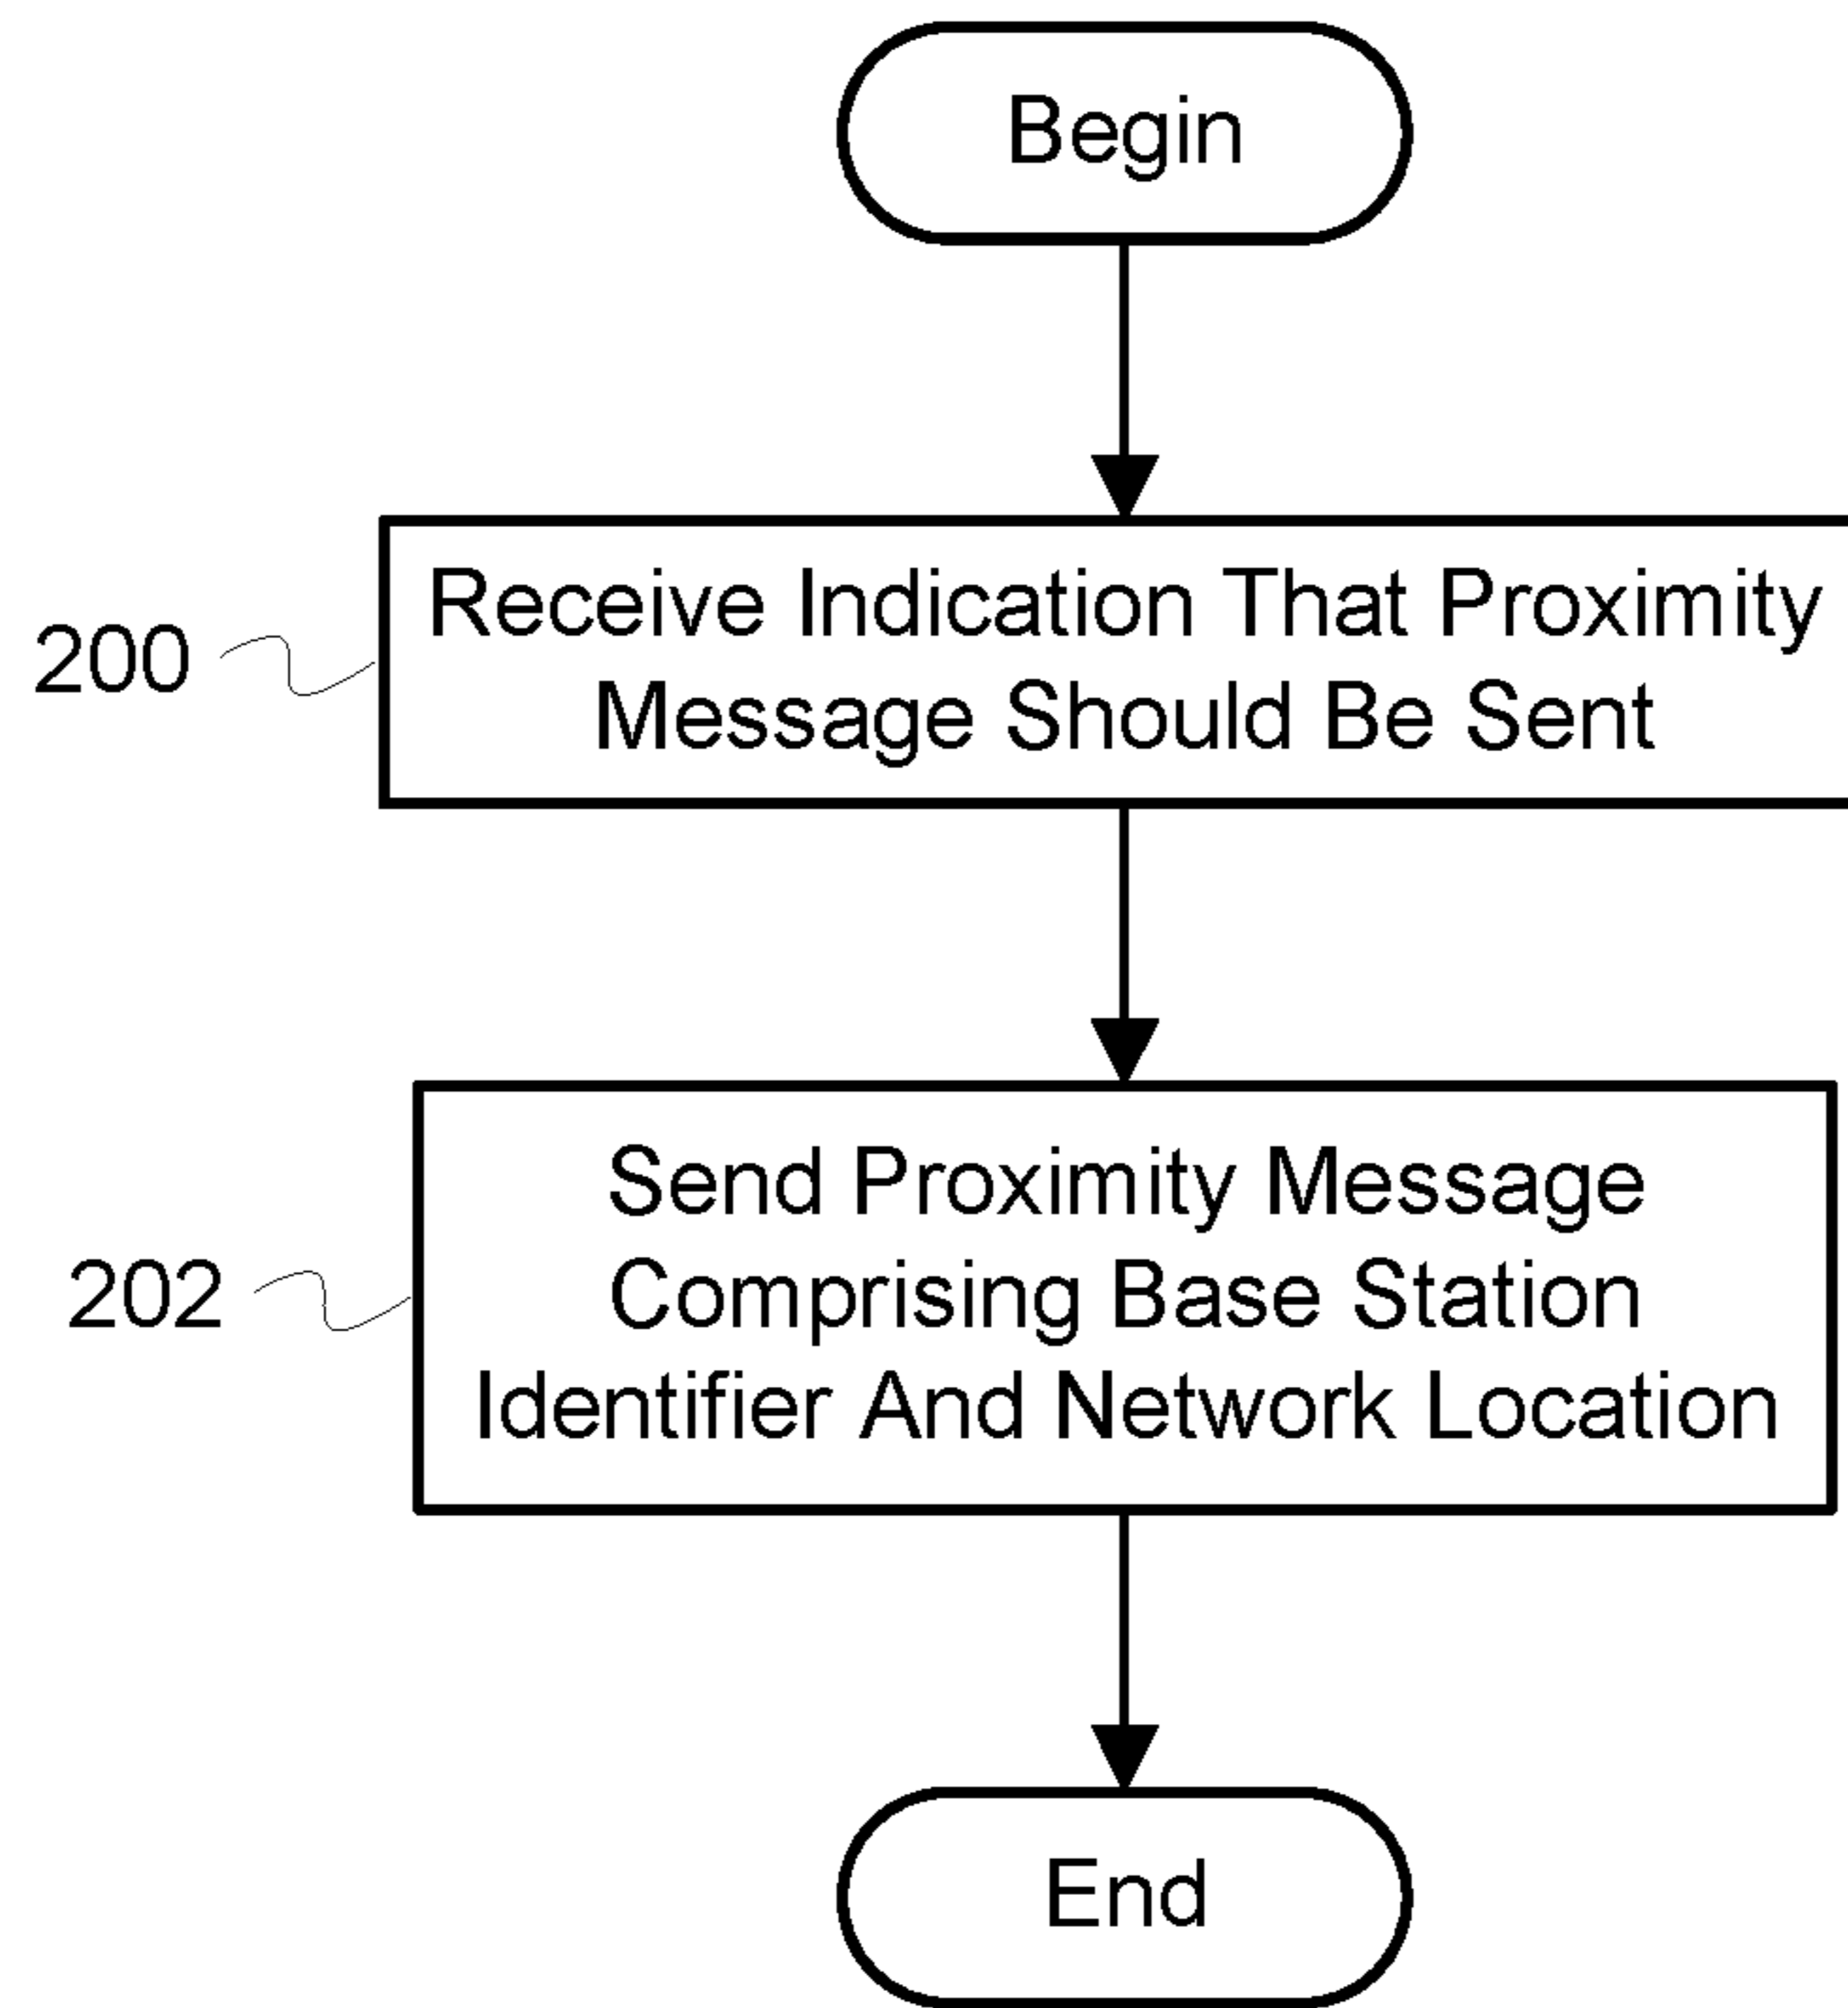 Begin
200
Receive Indication That Proximity
Message Should Be Sent
202
Send Proximity Message
Comprising Base Station
Identifier And Network Location
End